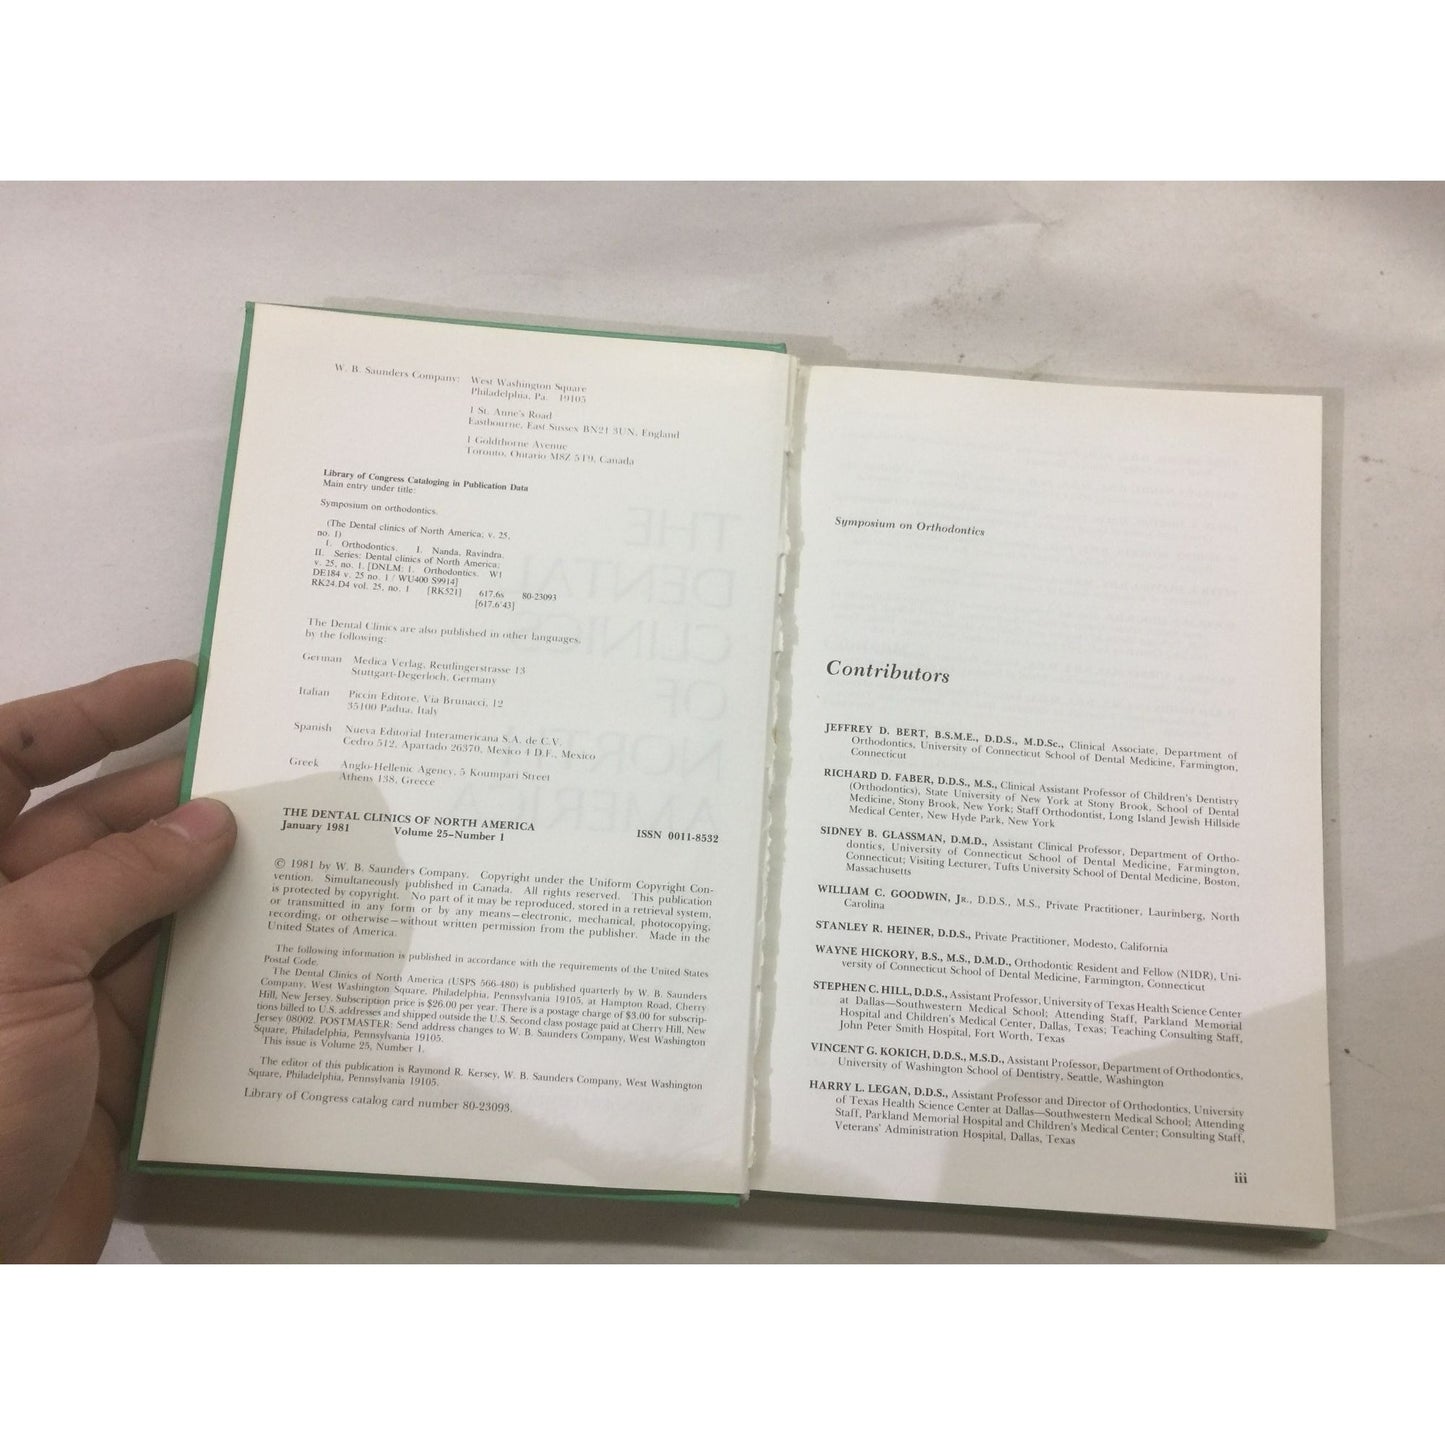 W. B. Saunders Company: West Washington Square
Philadelphia, Pa. 19105
1 St. Anne's Road
Eastbourne, East Sussex BN21 3UN, England
1 Goldthorne Avenue
Toronto, Ontario M8Z 5T9, Canada
Library of Congress Cataloging in Publication Data
Main entry under title:
Symposium on orthodontics.
(The Dental clinics of North America; v. 25,
no. 1)
1. Orthodontics. I. Nanda, Ravindra.
II. Series: Dental clinics of North America;
v. 25, no. 1. [DNLM: 1. Orthodontics. W1
DE184 v. 25 no. 1 / WU400 S9914]
RK24.D4 vol. 25, no. 1 [RK521] 617.6s 80-23093
[617.6'43]
The Dental Clinics are also published in other languages,
by the following:
German Medica Verlag, Reutlingerstrasse 13
Stuttgart-Degerloch, Germany
Italian Piccin Editore, Via Brunacci, 12
35100 Padua, Italy
Spanish Nueva Editorial Interamericana S.A. de C.V.
Cedro 512, Apartado 26370, Mexico 4 D.F., Mexico
Greek Anglo-Hellenic Agency, 5 Koumpari Street
Athens 138, Greece
THE DENTAL CLINICS OF NORTH AMERICA
January 1981 Volume 25–Number 1 ISSN 0011-8532
© 1981 by W. B. Saunders Company. Copyright under the Uniform Copyright Con-
vention. Simultaneously published in Canada. All rights reserved. This publication
is protected by copyright. No part of it may be reproduced, stored in a retrieval system,
or transmitted in any form or by any means—electronic, mechanical, photocopying,
recording, or otherwise—without written permission from the publisher. Made in the
United States of America.
The following information is published in accordance with the requirements of the United States
Postal Code.
The Dental Clinics of North America (USPS 566-480) is published quarterly by W. B. Saunders
Company, West Washington Square, Philadelphia, Pennsylvania 19105, at Hampton Road, Cherry
Hill, New Jersey. Subscription price is $26.00 per year. There is a postage charge of $3.00 for subscrip-
tions billed to U.S. addresses and shipped outside the U.S. Second class postage paid at Cherry Hill, New
Jersey 08002. POSTMASTER: Send address changes to W. B. Saunders Company, West Washington
Square, Philadelphia, Pennsylvania 19105.
This issue is Volume 25, Number 1.
The editor of this publication is Raymond R. Kersey, W. B. Saunders Company, West Washington
Square, Philadelphia, Pennsylvania 19105.
Library of Congress catalog card number 80-23093.
Symposium on Orthodontics
Contributors
JEFFREY D. BERT, B.S.M.E., D.D.S., M.D.Sc., Clinical Associate, Department of
Orthodontics, University of Connecticut School of Dental Medicine, Farmington,
Connecticut
RICHARD D. FABER, D.D.S., M.S., Clinical Assistant Professor of Children's Dentistry
(Orthodontics), State University of New York at Stony Brook, School of Dental
Medicine, Stony Brook, New York; Staff Orthodontist, Long Island Jewish Hillside
Medical Center, New Hyde Park, New York
SIDNEY B. GLASSMAN, D.M.D., Assistant Clinical Professor, Department of Ortho-
dontics, University of Connecticut School of Dental Medicine, Farmington,
Connecticut; Visiting Lecturer, Tufts University School of Dental Medicine, Boston,
Massachusetts
WILLIAM C. GOODWIN, JR., D.D.S., M.S., Private Practitioner, Laurinberg, North
Carolina
STANLEY R. HEINER, D.D.S., Private Practitioner, Modesto, California
WAYNE HICKORY, B.S., M.S., D.M.D., Orthodontic Resident and Fellow (NIDR), Uni-
versity of Connecticut School of Dental Medicine, Farmington, Connecticut
STEPHEN C. HILL, D.D.S., Assistant Professor, University of Texas Health Science Center
at Dallas—Southwestern Medical School; Attending Staff, Parkland Memorial
Hospital and Children's Medical Center, Dallas, Texas; Teaching Consulting Staff,
John Peter Smith Hospital, Fort Worth, Texas
VINCENT G. KOKICH, D.D.S., M.S.D., Assistant Professor, Department of Orthodontics,
University of Washington School of Dentistry, Seattle, Washington
HARRY L. LEGAN, D.D.S., Assistant Professor and Director of Orthodontics, University
of Texas Health Science Center at Dallas—Southwestern Medical School; Attending
Staff, Parkland Memorial Hospital and Children's Medical Center; Consulting Staff,
Veterans' Administration Hospital, Dallas, Texas
iii